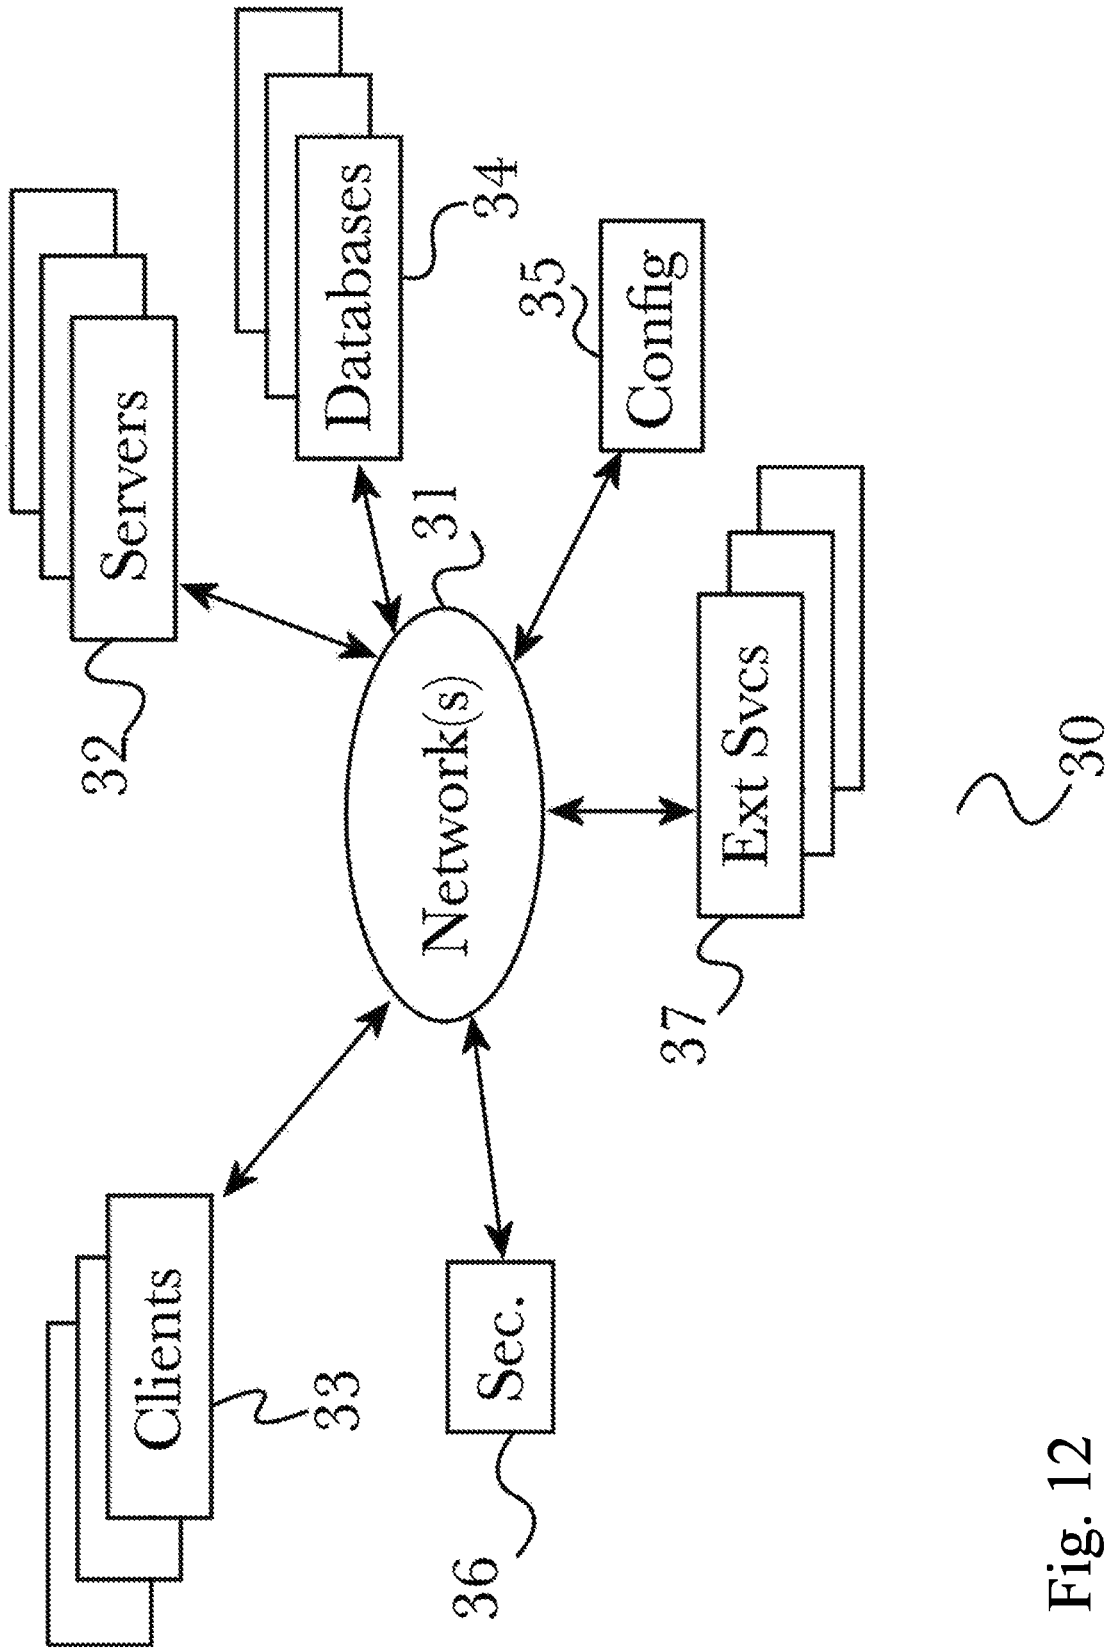 32
Servers
Clients
33
Databases
34
31
Network(s)
35
Config
36
Sec.
37
Ext Svcs
30
Fig. 12